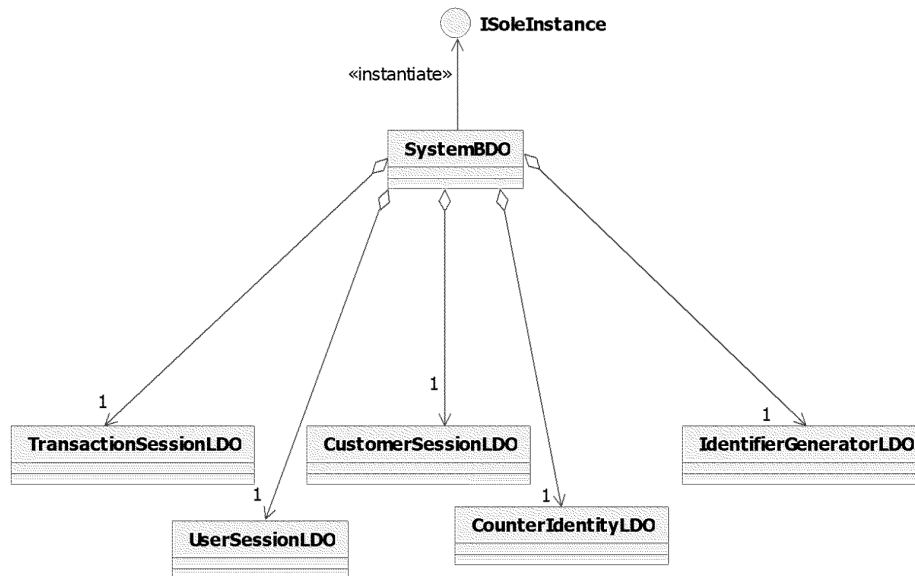 ISoleInstance
«instantiate»
SystemBDO
1
TransactionSessionLDO
1
CustomerSessionLDO
1
IdentifierGeneratorLDO
1
UserSessionLDO
1
CounterIdentityLDO